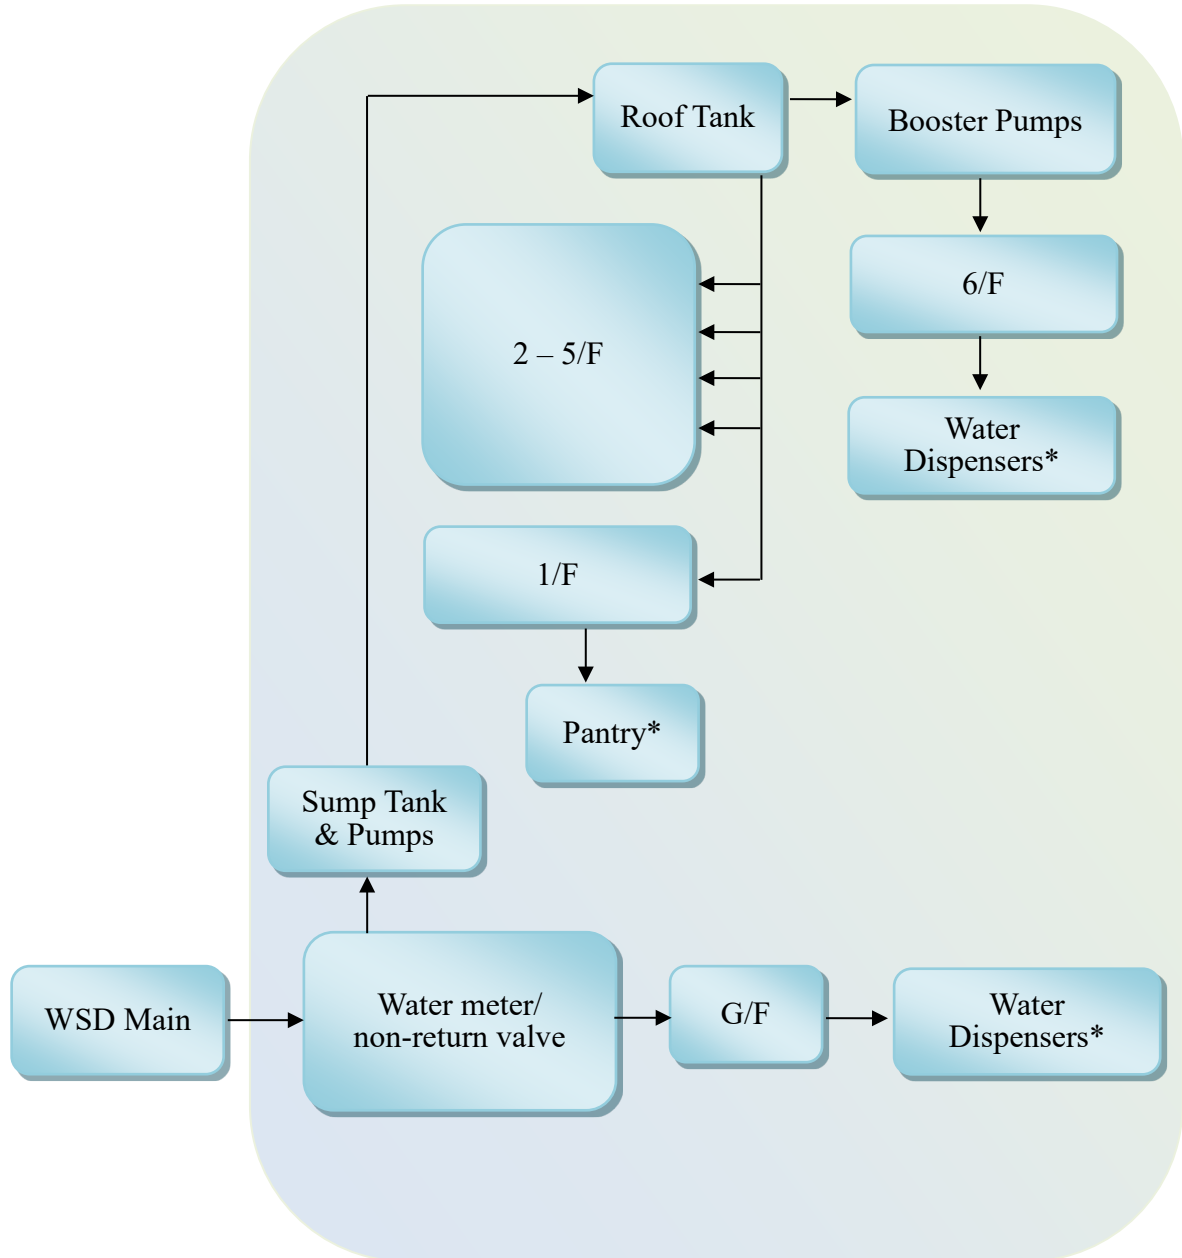 Roof Tank
Booster Pumps
6/F
2 – 5/F
Water
Dispensers*
1/F
Pantry*
Sump Tank
& Pumps
WSD Main
Water meter/
non-return valve
G/F
Water
Dispensers*